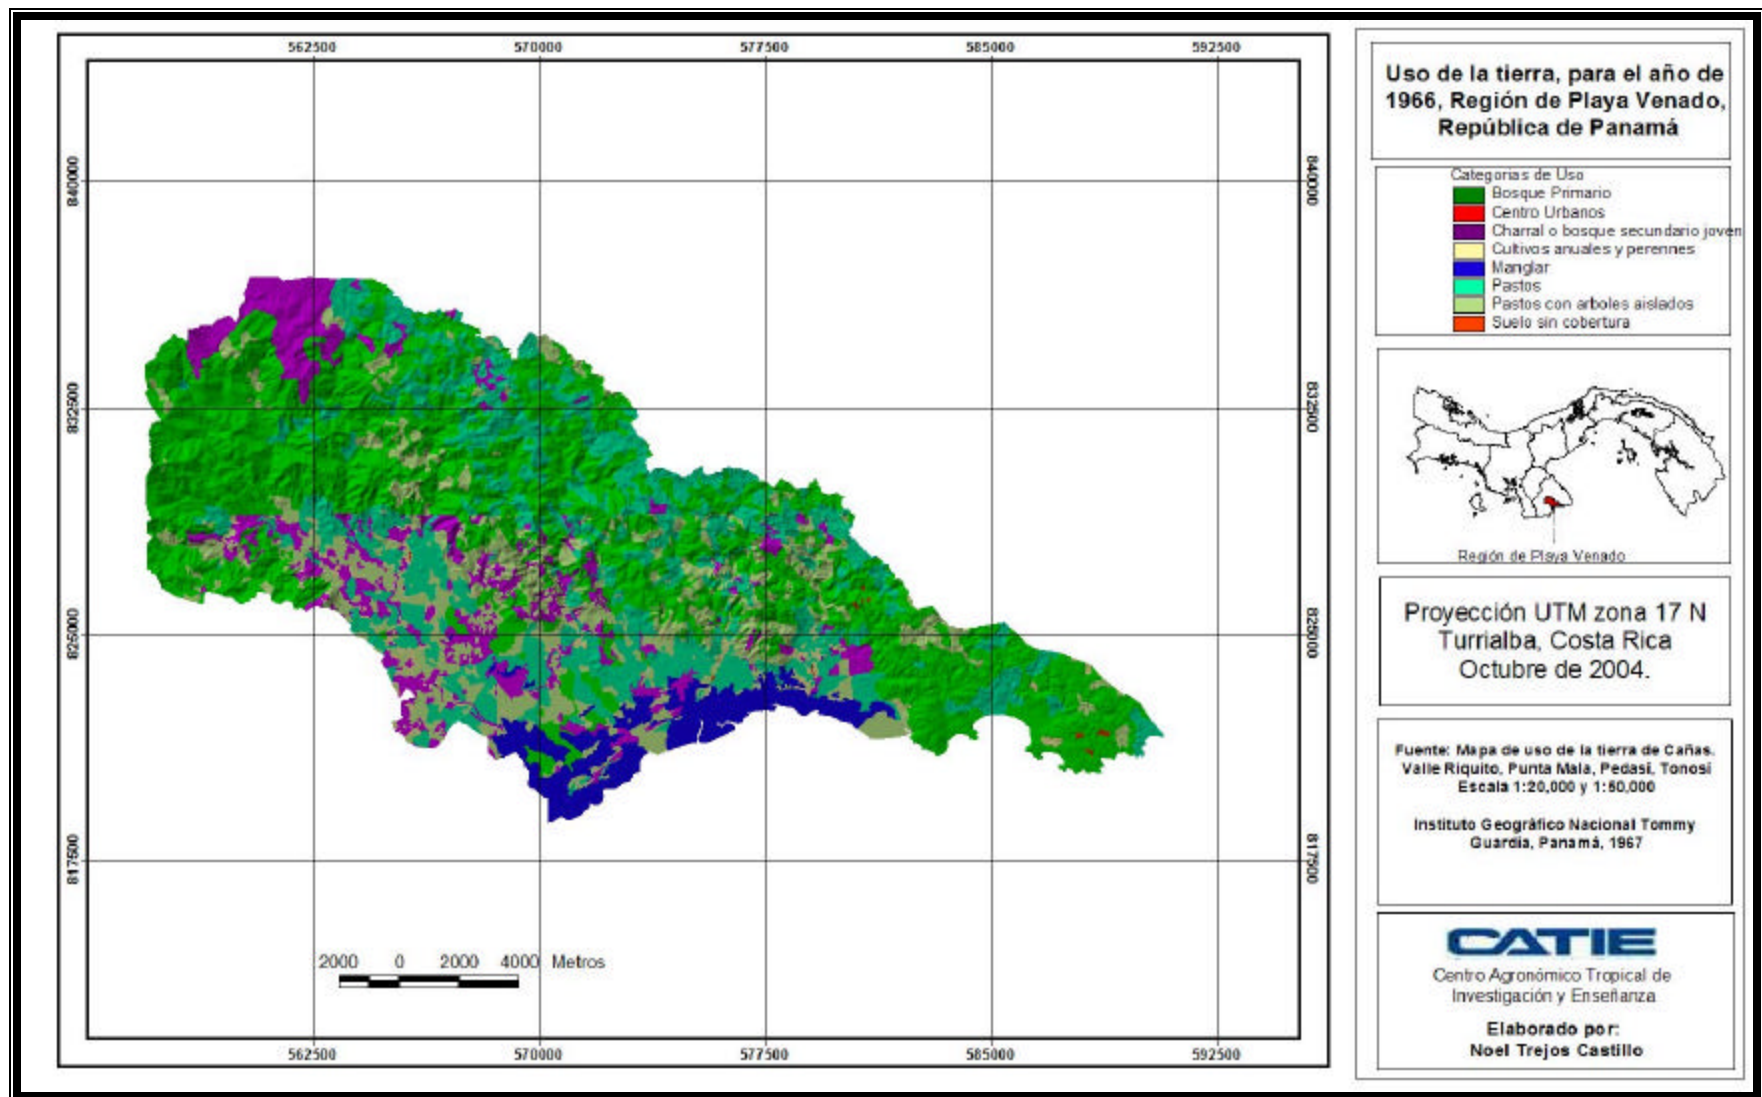 562500 570000 577500 585000 592500
840000 840000
832500 832500
825000 825000
817500 817500
2000 0 2000 4000 Metros
562500 570000 577500 585000 592500
Uso de la tierra, para el año de
1966, Región de Playa Venado,
República de Panamá
Categorias de Uso
Bosque Primario
Centro Urbanos
Charral o bosque secundario joven
Cultivos anuales y perennes
Manglar
Pastos
Pastos con arboles aislados
Suelo sin cobertura
Región de Playa Venado
Proyección UTM zona 17 N
Turrialba, Costa Rica
Octubre de 2004.
Fuente: Mapa de uso de la tierra de Cañas.
Valle Riquito, Punta Mala, Pedasi, Tonosi
Escala 1:20,000 y 1:50,000
Instituto Geográfico Nacional Tommy
Guardia, Panamá, 1967
CATIE
Centro Agronómico Tropical de
Investigación y Enseñanza
Elaborado por:
Noel Trejos Castillo